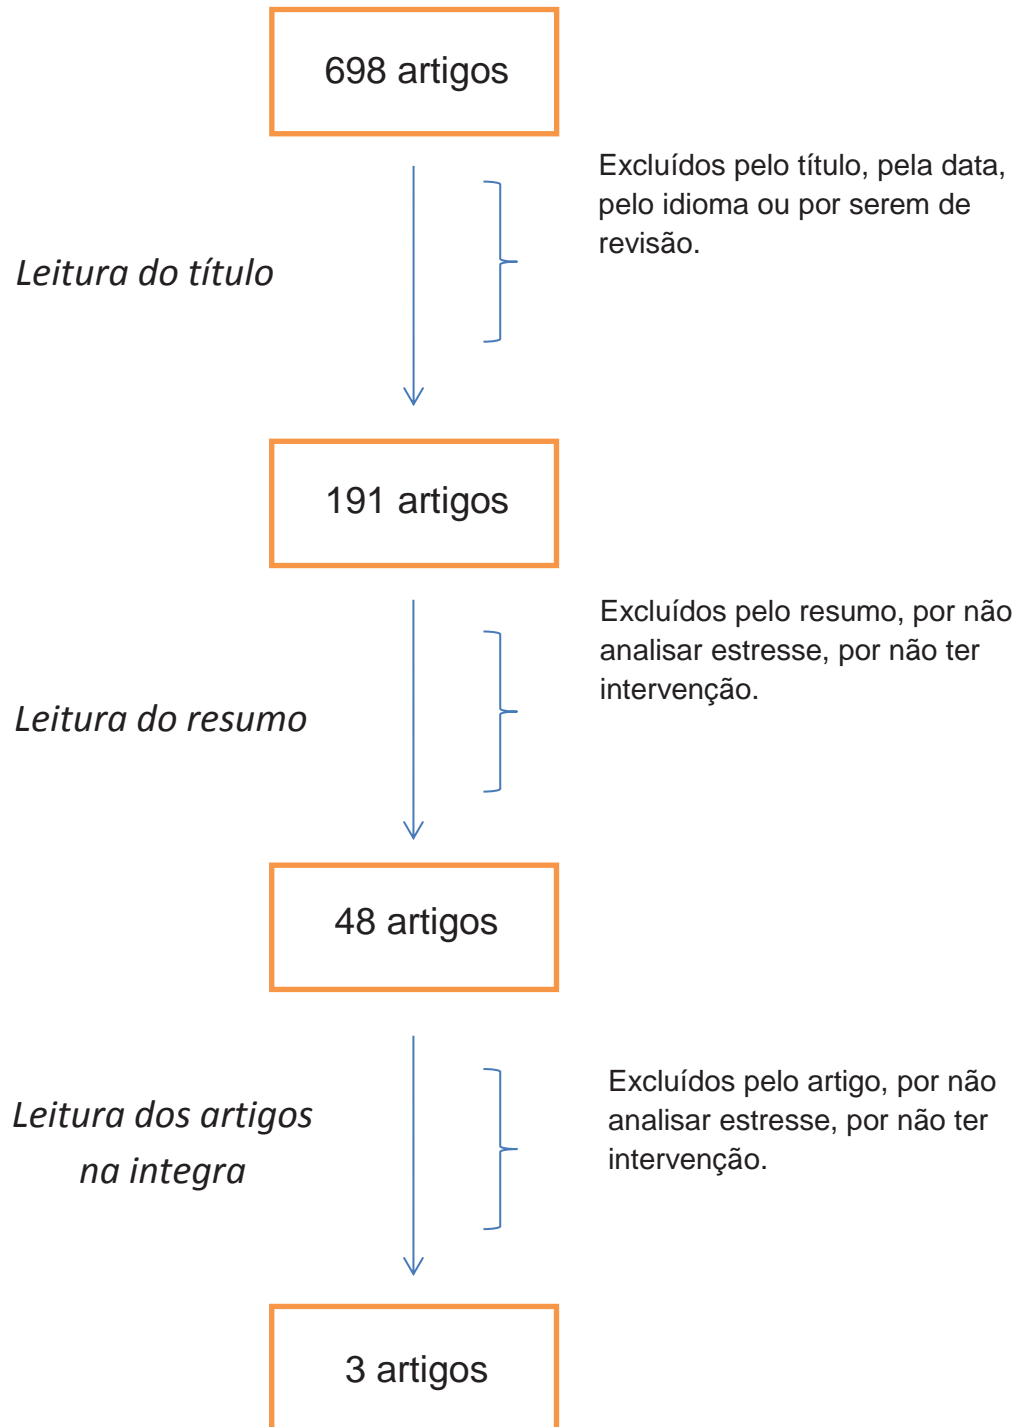 698 artigos
Excluídos pelo título, pela data,
pelo idioma ou por serem de
revisão.
Leitura do título
191 artigos
Excluídos pelo resumo, por não
analisar estresse, por não ter
intervenção.
Leitura do resumo
48 artigos
Excluídos pelo artigo, por não
analisar estresse, por não ter
intervenção.
Leitura dos artigos
na integra
3 artigos